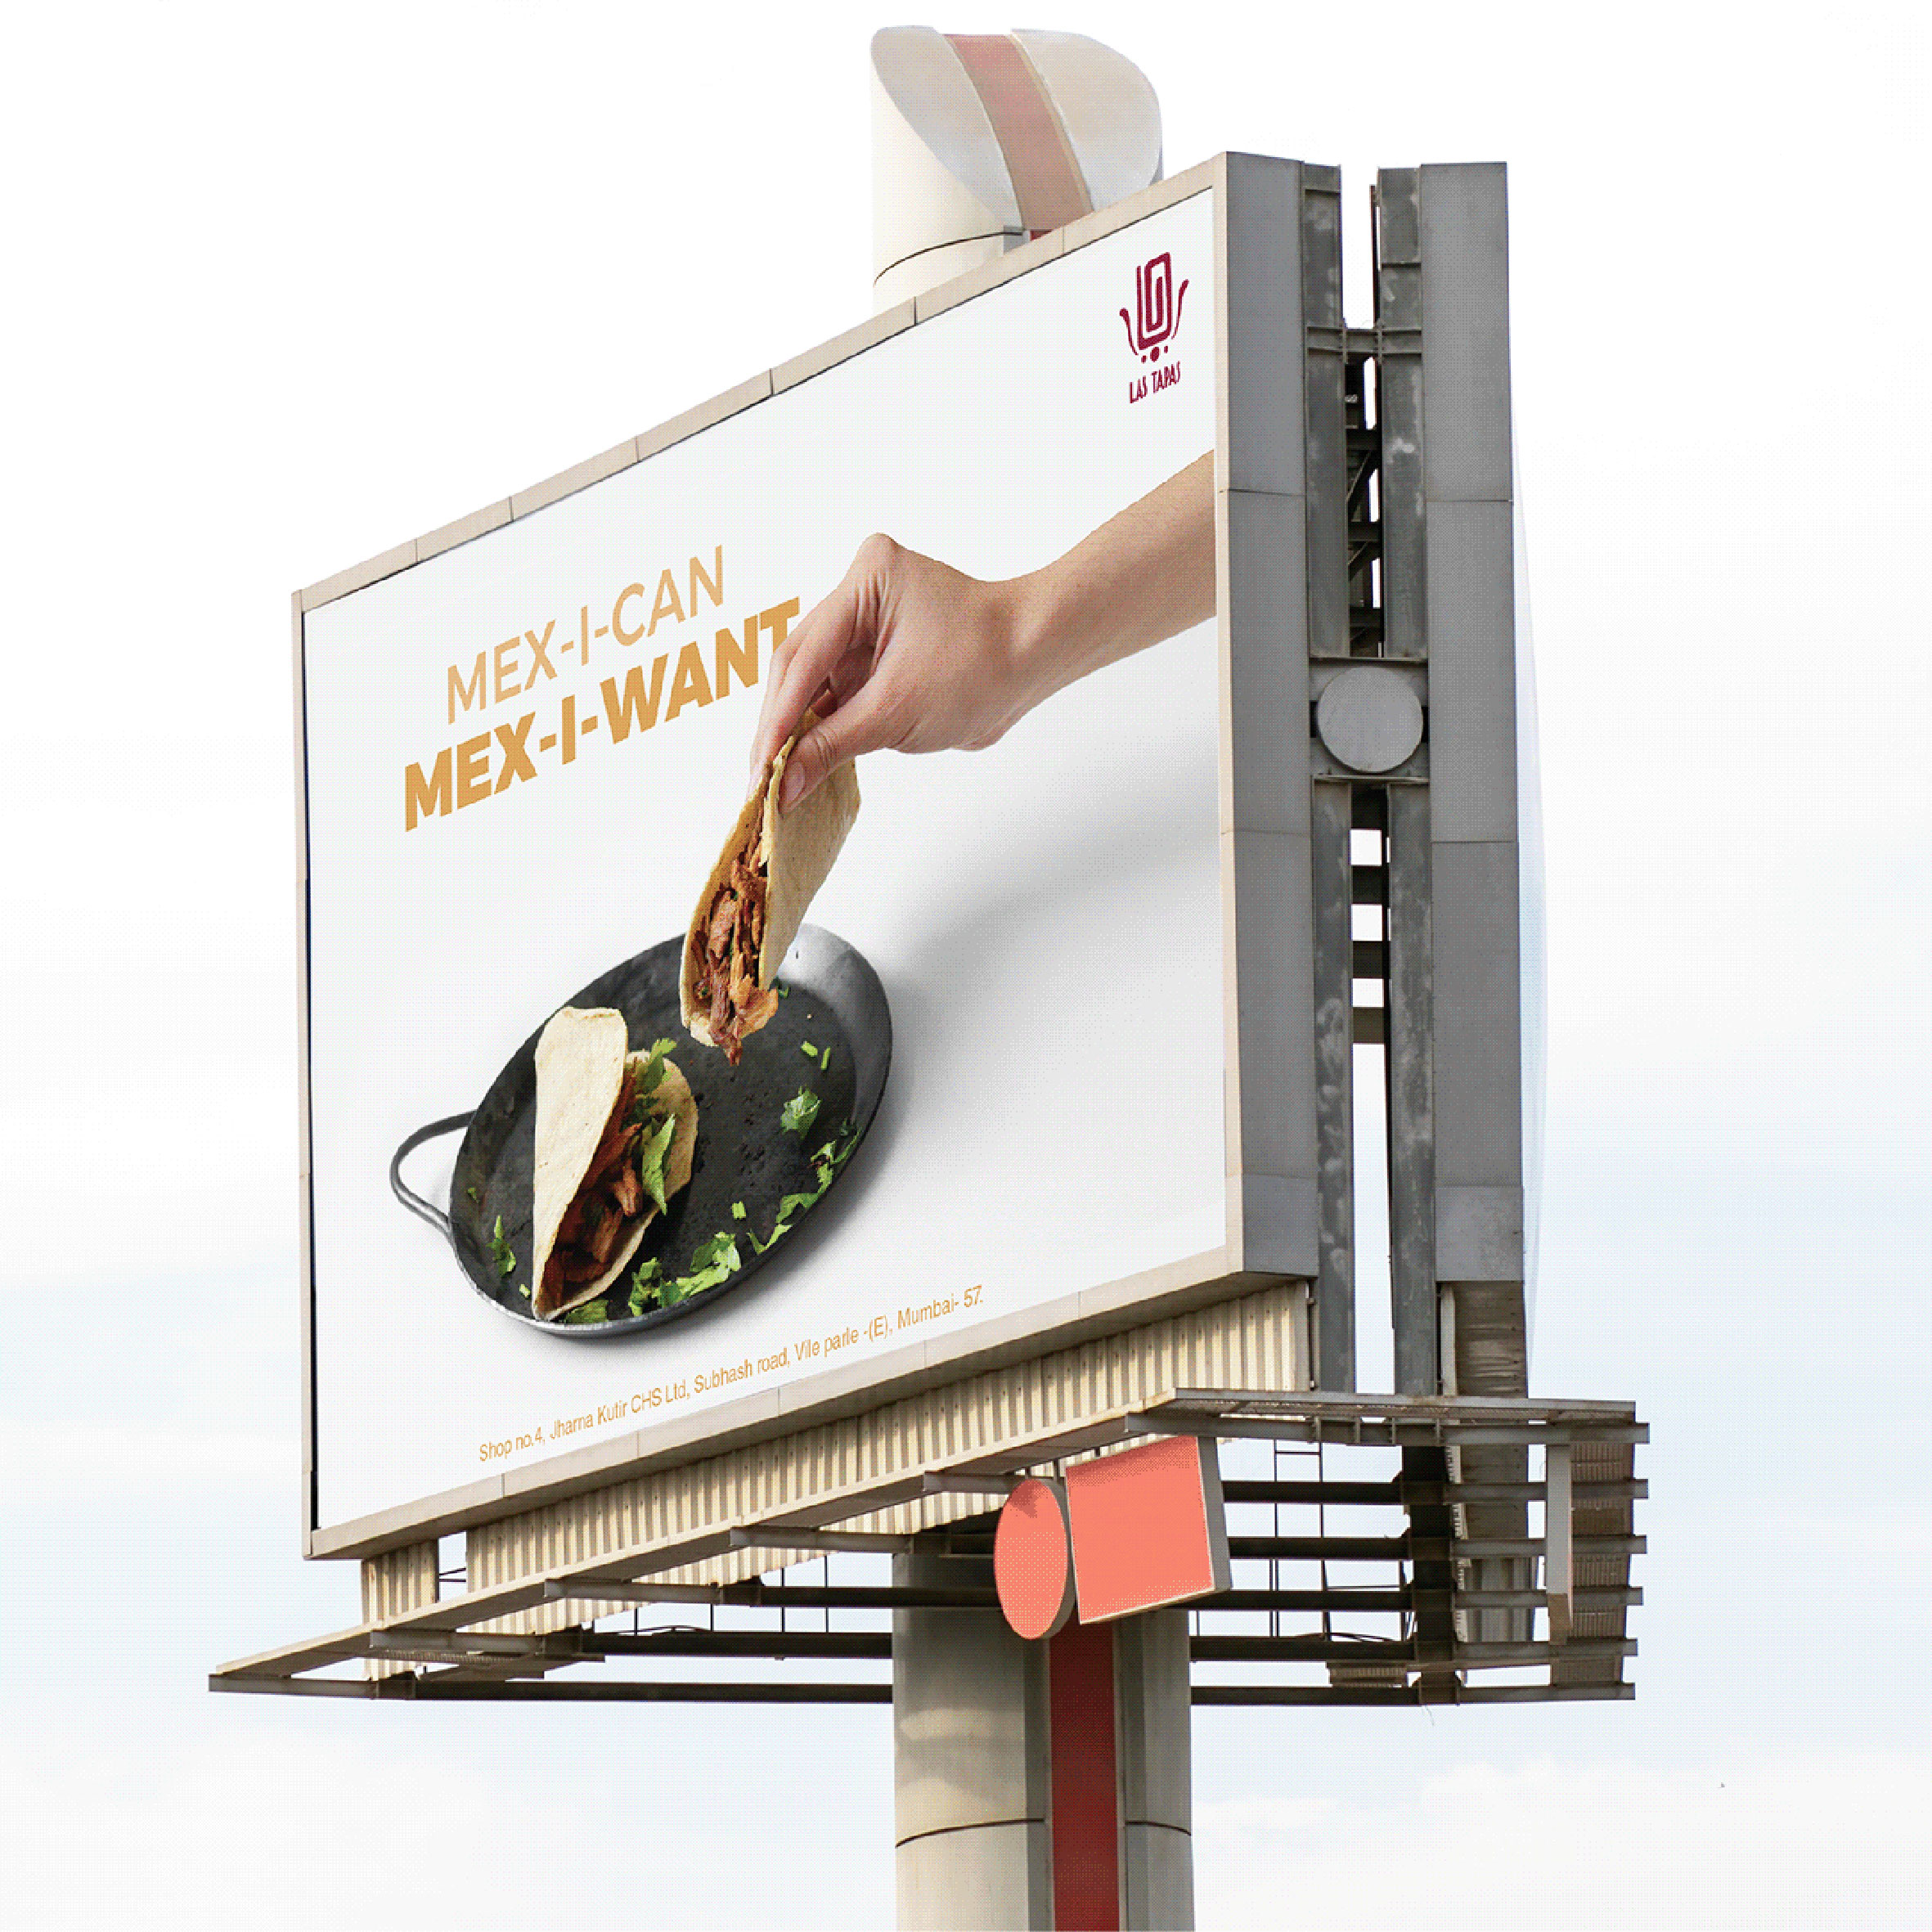 LAS TAPAS
MEX-I-CAN
MEX-I-WANT
Shop no.4, Jharna Kutir CHS Ltd, Subhash road, Vile parle -(E), Mumbai- 57.